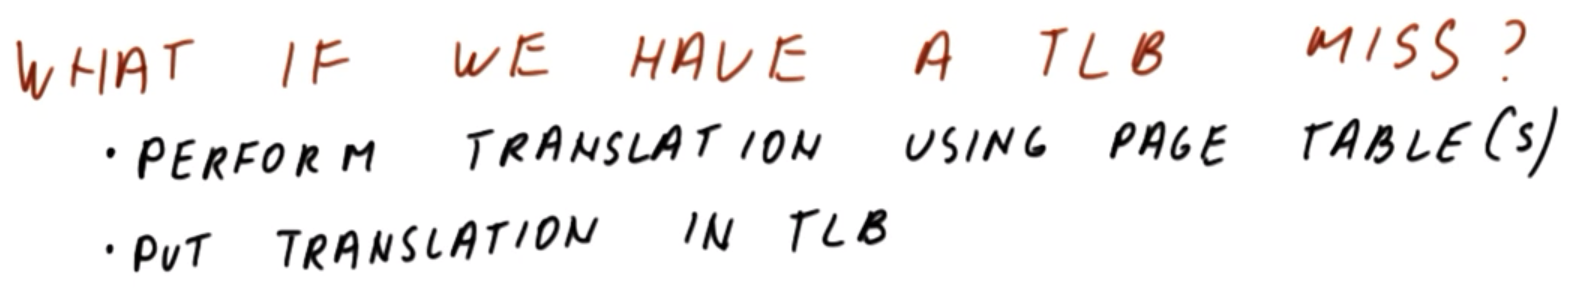 WHAT IF WE HAVE A TLB MISS?
• PERFORM TRANSLATION USING PAGE TABLE(S)
• PUT TRANSLATION IN TLB